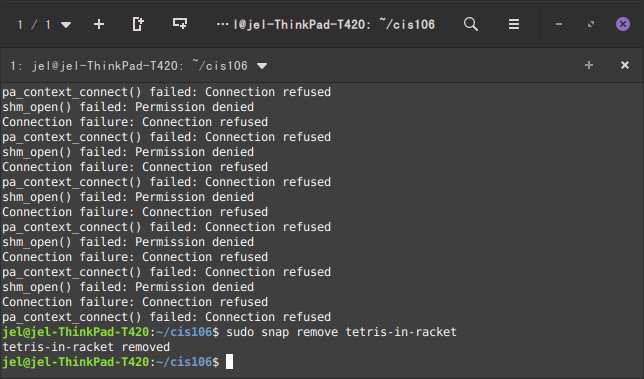 1 / 1
… l@jel-ThinkPad-T420: ~/cis106
1: jel@jel-ThinkPad-T420: ~/cis106
pa_context_connect() failed: Connection refused
shm_open() failed: Permission denied
Connection failure: Connection refused
pa_context_connect() failed: Connection refused
shm_open() failed: Permission denied
Connection failure: Connection refused
pa_context_connect() failed: Connection refused
shm_open() failed: Permission denied
Connection failure: Connection refused
pa_context_connect() failed: Connection refused
shm_open() failed: Permission denied
Connection failure: Connection refused
pa_context_connect() failed: Connection refused
shm_open() failed: Permission denied
Connection failure: Connection refused
pa_context_connect() failed: Connection refused
jel@jel-ThinkPad-T420:~/cis106$ sudo snap remove tetris-in-racket
tetris-in-racket removed
jel@jel-ThinkPad-T420:~/cis106$